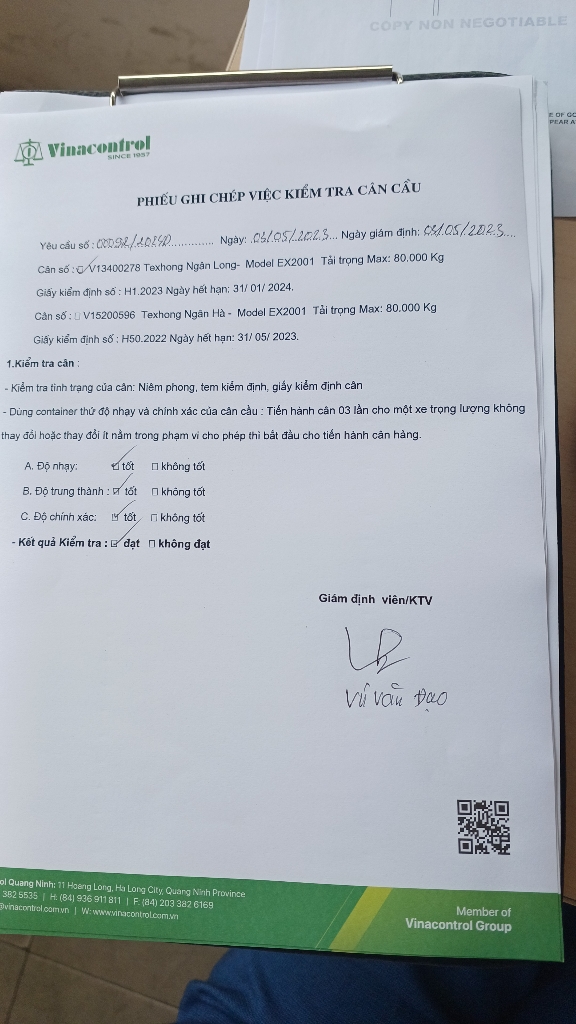 COPY NON NEGOTIABLE
E OF GO
PEAR A
Vinacontrol
SINCE 1957
PHIẾU GHI CHÉP VIỆC KIỂM TRA CÂN CẦU
Yêu cầu số : Ngày: 03/05/2023 Ngày giám định: 03/05/2023
Cân số : V13400278 Texhong Ngân Long- Model EX2001 Tải trọng Max: 80.000 Kg
Giấy kiểm định số : H1.2023 Ngày hết hạn: 31/ 01/ 2024.
Cân số : V15200596 Texhong Ngân Hà - Model EX2001 Tải trọng Max: 80.000 Kg
Giấy kiểm định số : H50.2022 Ngày hết hạn: 31/ 05/ 2023.
1.Kiểm tra cân :
- Kiểm tra tình trạng của cân: Niêm phong, tem kiểm định, giấy kiểm định cân
- Dùng container thử độ nhạy và chính xác của cân cầu : Tiến hành cân 03 lần cho một xe trọng lượng không
thay đổi hoặc thay đổi ít nằm trong phạm vi cho phép thì bắt đầu cho tiến hành cân hàng.
A. Độ nhạy: ☑ tốt ☐ không tốt
B. Độ trung thành : ☑ tốt ☐ không tốt
C. Độ chính xác: ☑ tốt ☐ không tốt
- Kết quả Kiểm tra : ☑ đạt ☐ không đạt
Giám định viên/KTV
Vũ Văn Đạo
ol Quang Ninh: 11 Hoang Long, Ha Long City, Quang Ninh Province
382 5535 | H: (84) 936 911 811 | F. (84) 203 382 6169
@vinacontrol.com.vn | W: www.vinacontrol.com.vn
Member of
Vinacontrol Group